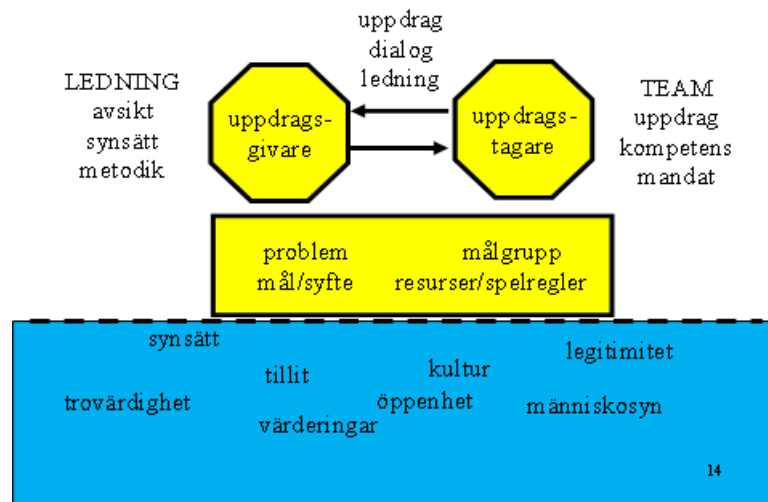 uppdrag
dialog
ledning
LEDNING
avsikt
synsätt
metodik
uppdrags-
givare
uppdrags-
tagare
TEAM
uppdrag
kompetens
mandat
problem
mål/syfte
målgrupp
resurser/spelregler
synsätt
legitimitet
tillit
kultur
trovärdighet
öppenhet
människosyn
värderingar
14